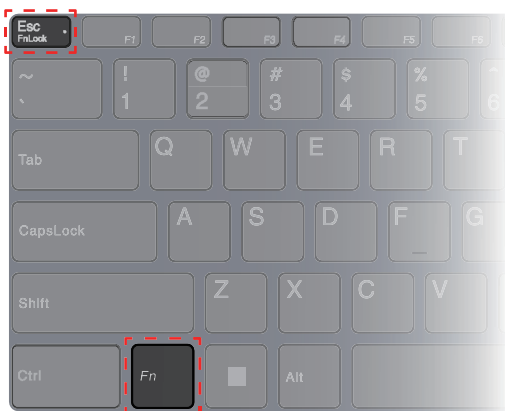 Esc
FnLock
F1 F2 F3 F4 F5 F6
~ ! @ # $ % ^
` 1 2 3 4 5 6
Tab Q W E R T
CapsLock A S D F G
Shift Z X C V
Ctrl Fn Alt